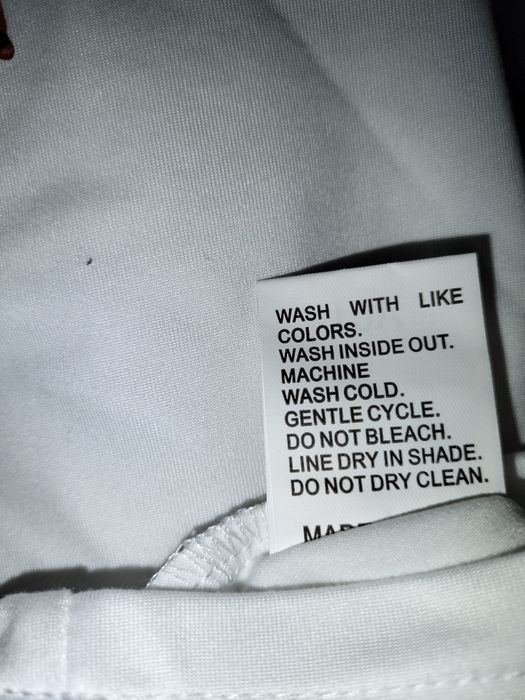 WASH WITH LIKE
COLORS.
WASH INSIDE OUT.
MACHINE
WASH COLD.
GENTLE CYCLE.
DO NOT BLEACH.
LINE DRY IN SHADE.
DO NOT DRY CLEAN.